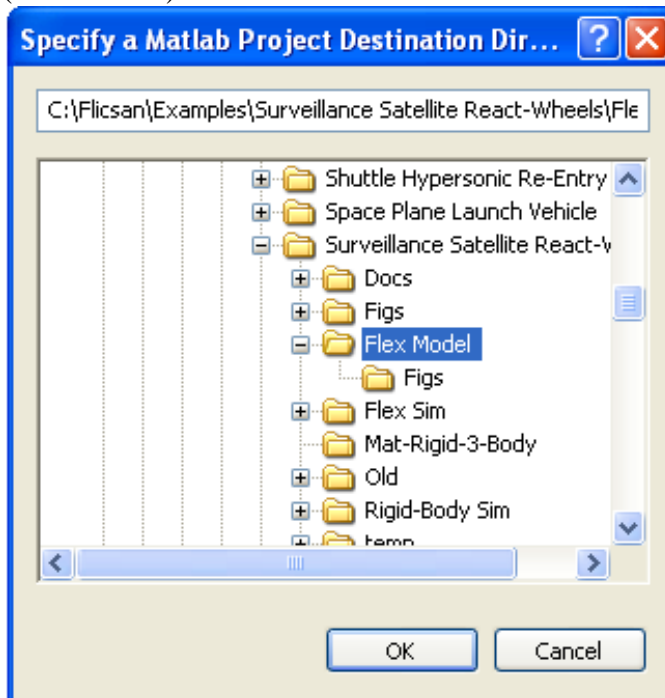 Specify a Matlab Project Destination Dir...
C:\Flicsan\Examples\Surveillance Satellite React-Wheels\Fle
Shuttle Hypersonic Re-Entry
Space Plane Launch Vehicle
Surveillance Satellite React-
Docs
Figs
Flex Model
Figs
Flex Sim
Mat-Rigid-3-Body
Old
Rigid-Body Sim
temp
OK
Cancel